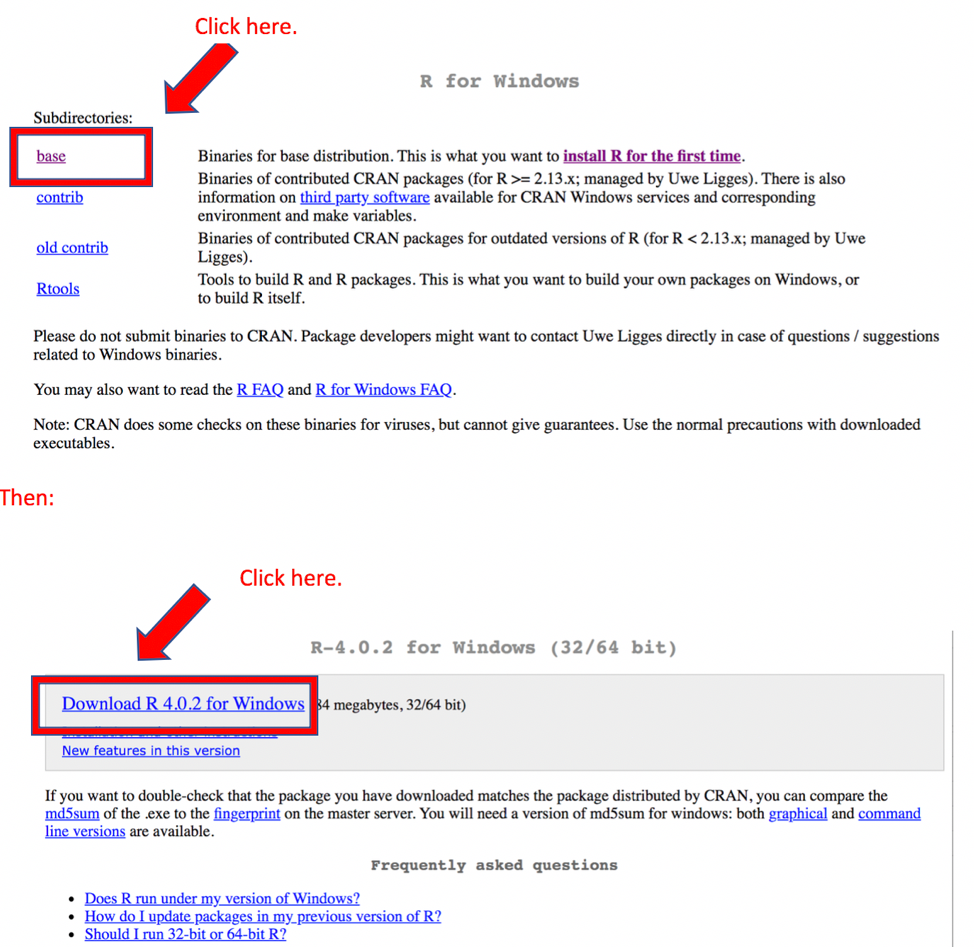 Click here.
R for Windows
Subdirectories:
base
Binaries for base distribution. This is what you want to install R for the first time.
contrib
Binaries of contributed CRAN packages (for R >= 2.13.x; managed by Uwe Ligges). There is also
information on third party software available for CRAN Windows services and corresponding
environment and make variables.
old contrib
Binaries of contributed CRAN packages for outdated versions of R (for R < 2.13.x; managed by Uwe
Ligges).
Rtools
Tools to build R and R packages. This is what you want to build your own packages on Windows, or
to build R itself.
Please do not submit binaries to CRAN. Package developers might want to contact Uwe Ligges directly in case of questions / suggestions
related to Windows binaries.
You may also want to read the R FAQ and R for Windows FAQ.
Note: CRAN does some checks on these binaries for viruses, but cannot give guarantees. Use the normal precautions with downloaded
executables.
Then:
Click here.
R-4.0.2 for Windows (32/64 bit)
Download R 4.0.2 for Windows 84 megabytes, 32/64 bit)
New features in this version
If you want to double-check that the package you have downloaded matches the package distributed by CRAN, you can compare the
md5sum of the .exe to the fingerprint on the master server. You will need a version of md5sum for windows: both graphical and command
line versions are available.
Frequently asked questions
• Does R run under my version of Windows?
• How do I update packages in my previous version of R?
• Should I run 32-bit or 64-bit R?